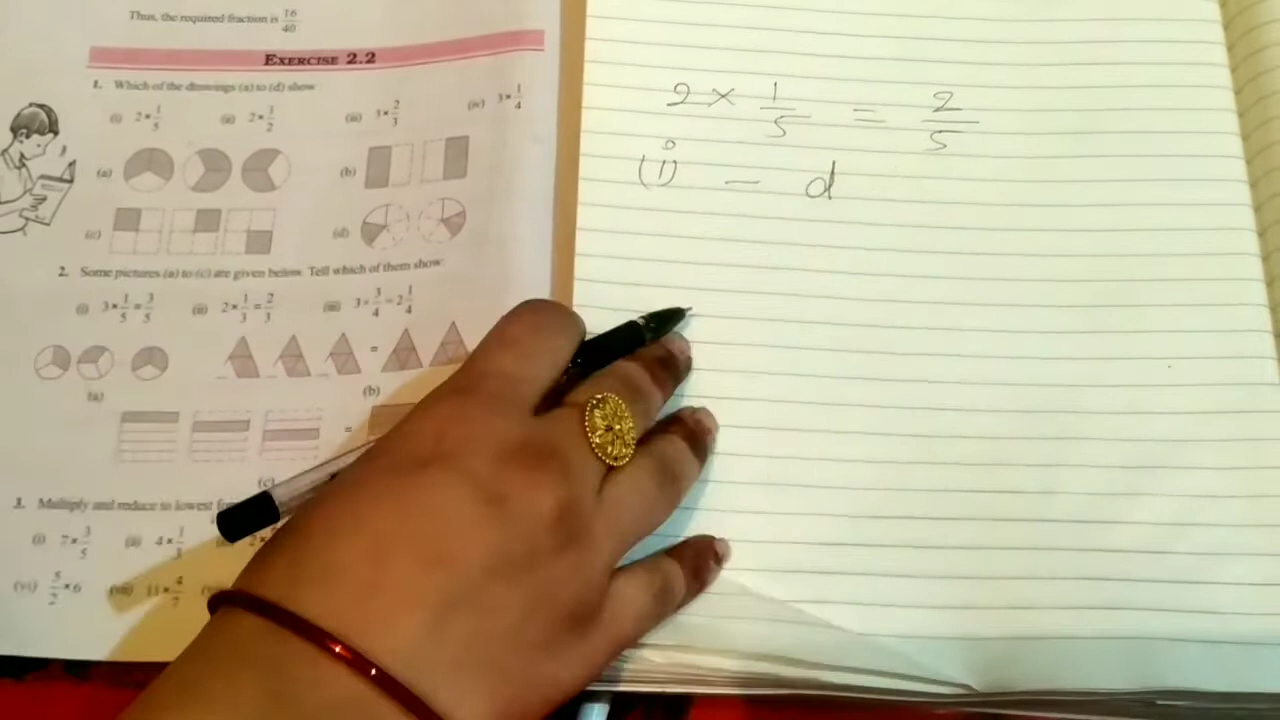 Thus, the required fraction is 16/40
EXERCISE 2.2
1. Which of the drawings (a) to (d) show
(i) 2×1/5 (ii) 2×1/2 (iii) 3×2/3 (iv) 3×1/4
(a) (b)
(c) (d)
2. Some pictures (a) to (c) are given below. Tell which of them show:
(i) 3×1/5=3/5 (ii) 2×1/3=2/3 (iii) 3×3/4=2 1/4
=
(a) (b)
=
(c)
3. Multiply and reduce to lowest
(i) 7×3/5 (ii) 4×1/3 2×
(vi) 5/2×6 (vii) 11×4/7
2 × 1/5 = 2/5
(i) – d